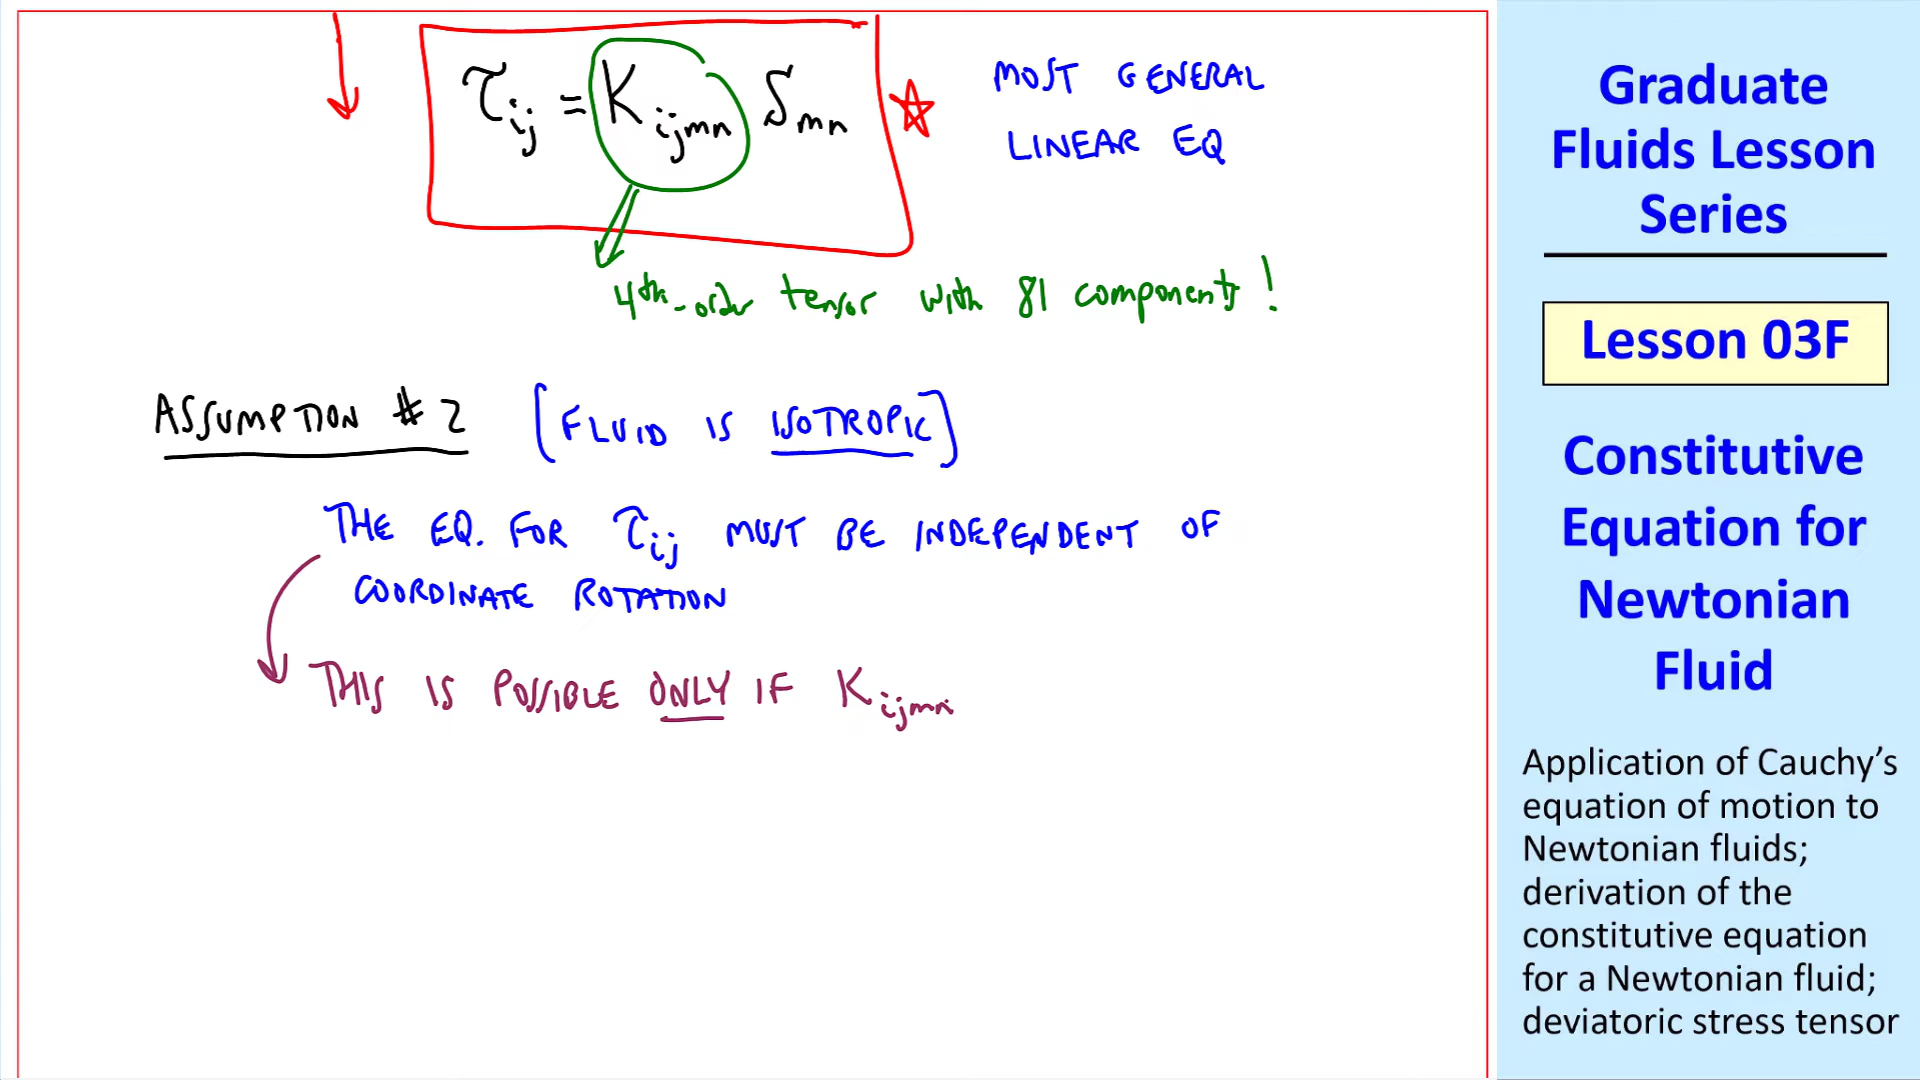 τij = Kijmn Smn
MOST GENERAL
LINEAR EQ
4th-order tensor with 81 components!
ASSUMPTION #2 [FLUID IS ISOTROPIC]
THE EQ. FOR τij MUST BE INDEPENDENT OF
COORDINATE ROTATION
THIS IS POSSIBLE ONLY IF Kijmn
Graduate
Fluids Lesson
Series
Lesson 03F
Constitutive
Equation for
Newtonian
Fluid
Application of Cauchy’s
equation of motion to
Newtonian fluids;
derivation of the
constitutive equation
for a Newtonian fluid;
deviatoric stress tensor